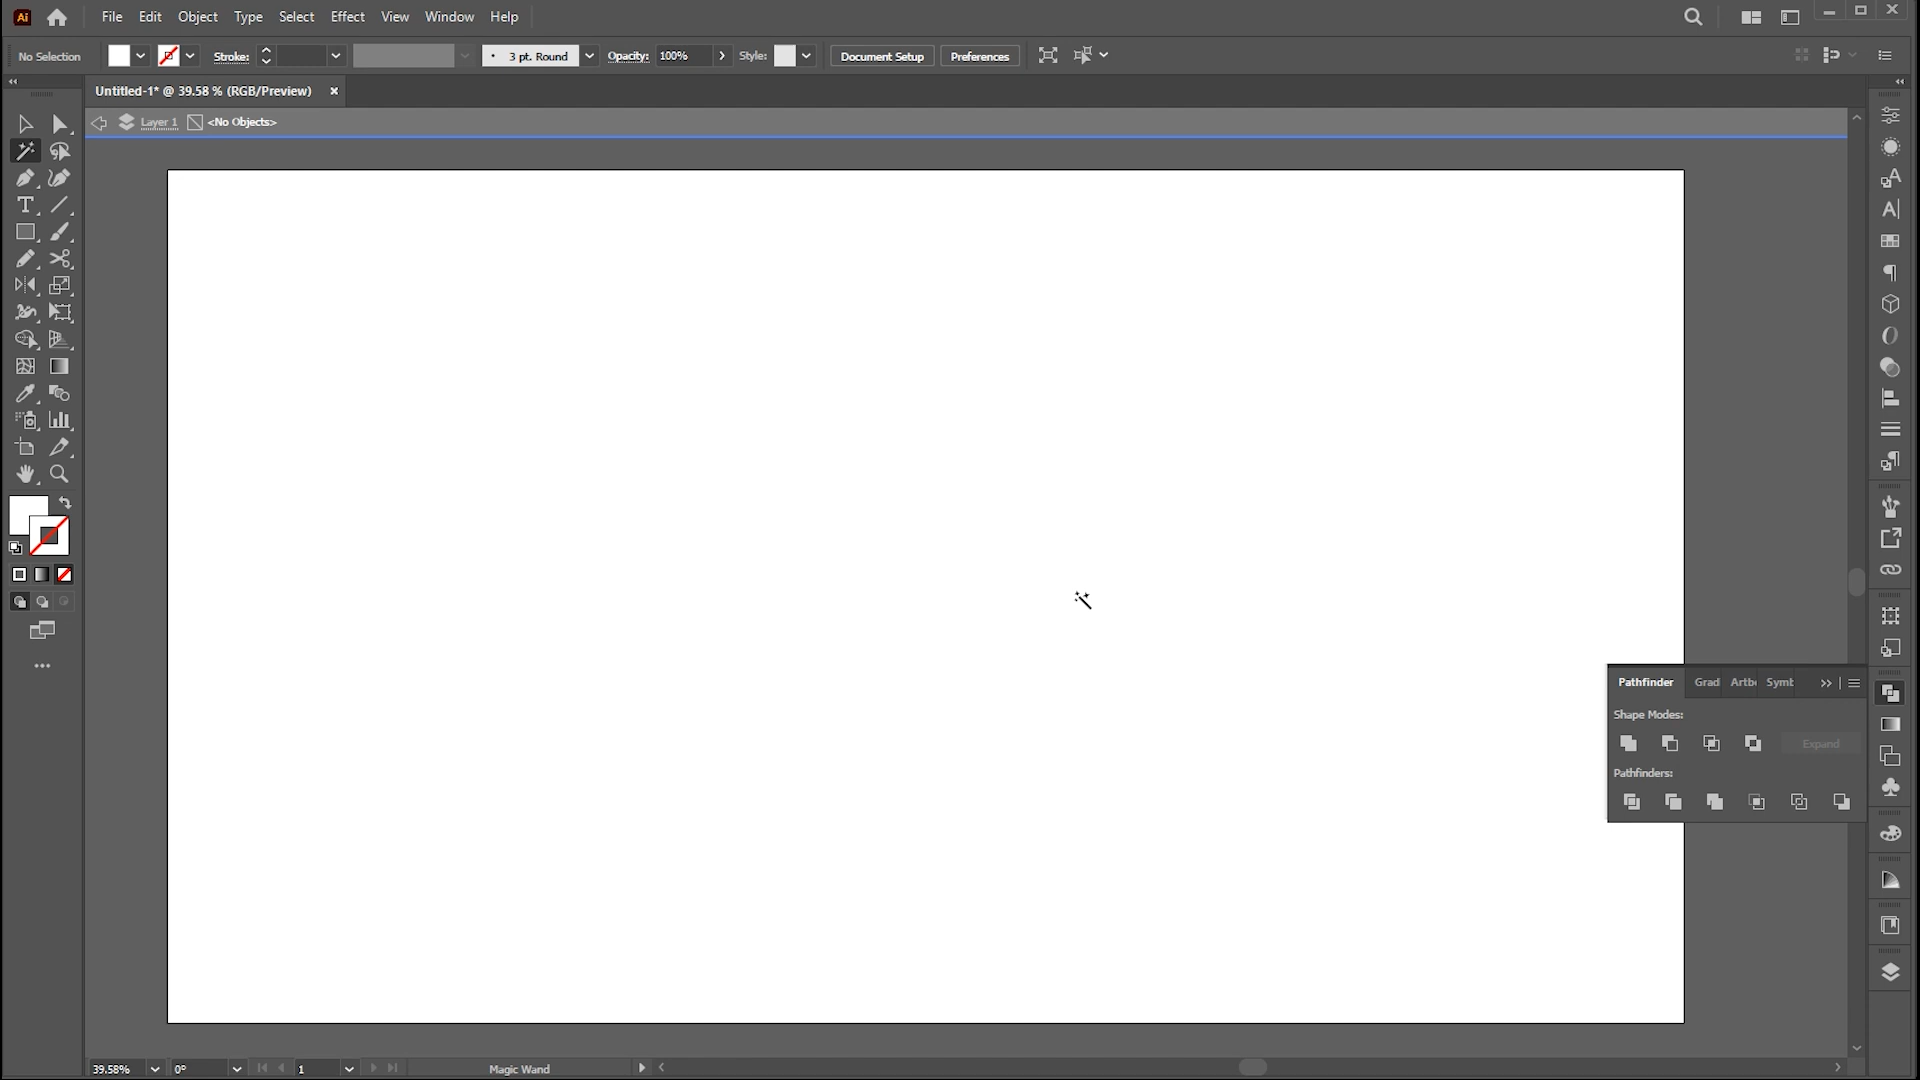 Ai File Edit Object Type Select Effect View Window Help
No Selection Stroke: 3 pt. Round Opacity: 100% Style: Document Setup Preferences
Untitled-1* @ 39.58 % (RGB/Preview)
Layer 1 <No Objects>
Pathfinder Grad Artb Symb
Shape Modes:
Expand
Pathfinders:
39.58% 0° 1 Magic Wand